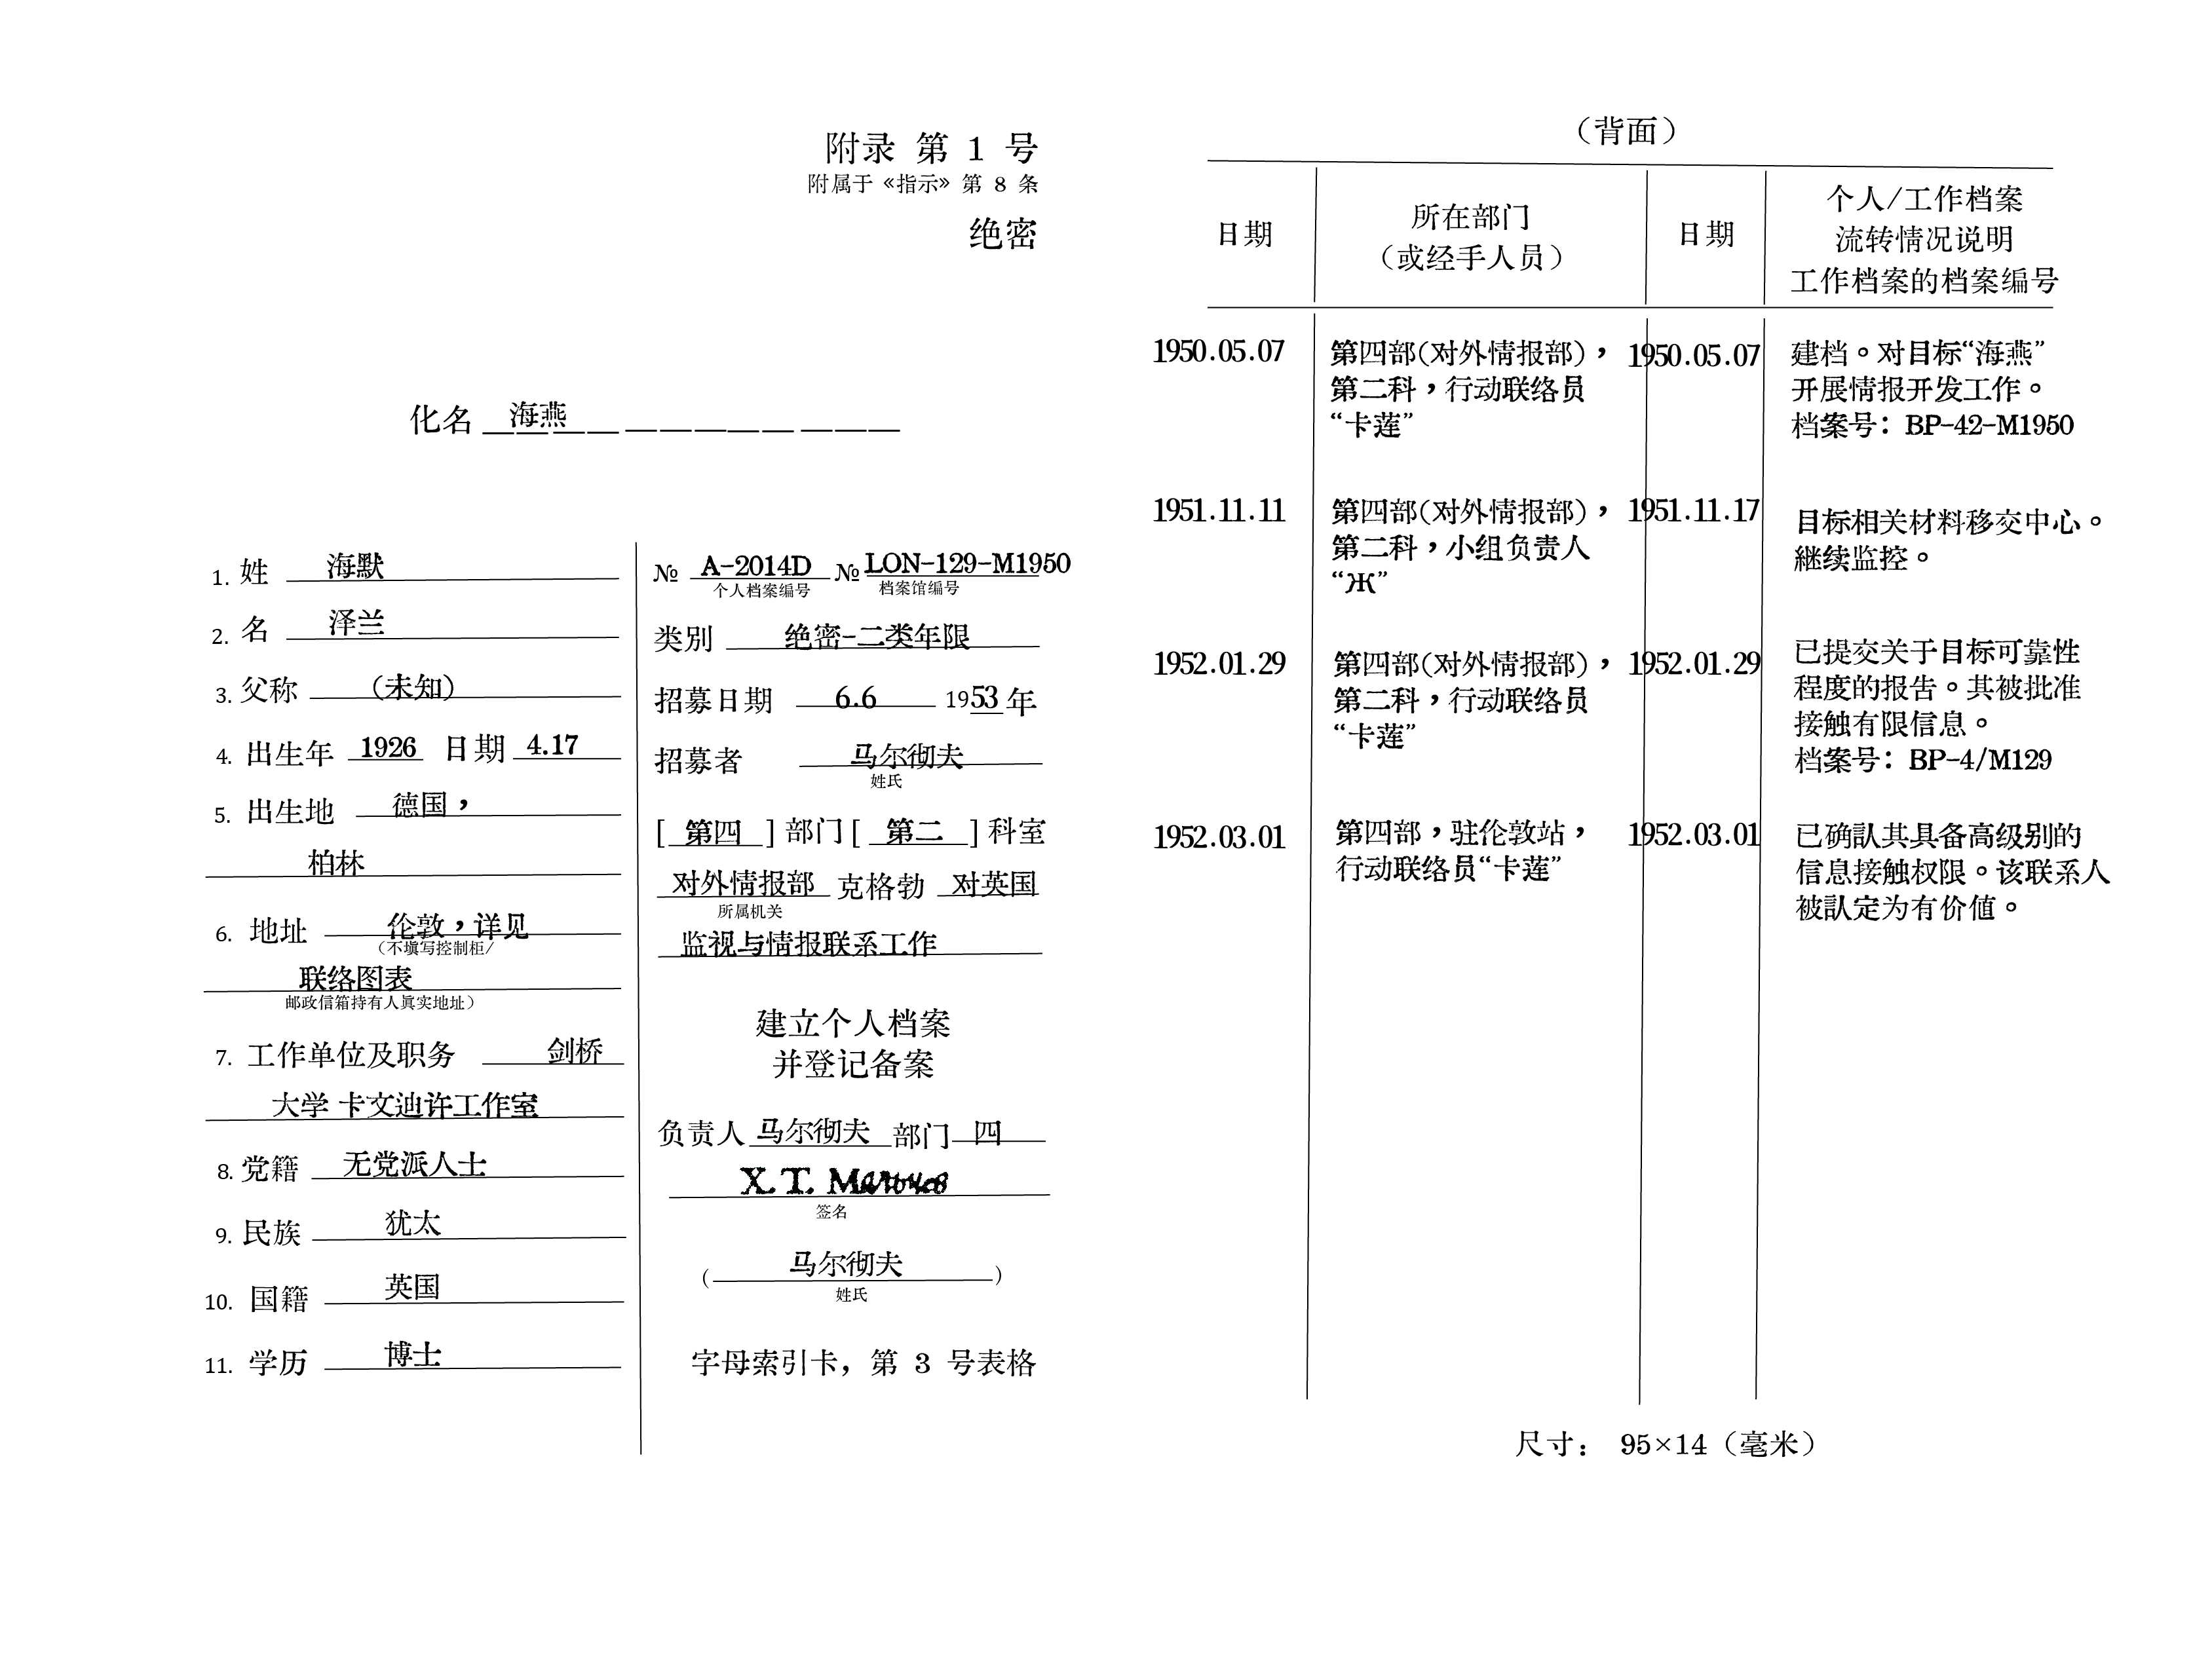 附录 第 1 号
附属于 «指示» 第 8 条
绝密
化名 海燕
1. 姓 海默
2. 名 泽兰
3. 父称 （未知）
4. 出生年 1926 日期 4.17
5. 出生地 德国，
柏林
6. 地址 伦敦，详见
（不填写控制柜/
联络图表
邮政信箱持有人真实地址）
7. 工作单位及职务 剑桥
大学 卡文迪许工作室
8. 党籍 无党派人士
9. 民族 犹太
10. 国籍 英国
11. 学历 博士
№ A-2014D № LON-129-M1950
个人档案编号 档案馆编号
类别 绝密-二类年限
招募日期 6.6 1953 年
招募者 马尔彻夫
姓氏
[ 第四 ] 部门 [ 第二 ] 科室
对外情报部 克格勃 对英国
所属机关
监视与情报联系工作
建立个人档案
并登记备案
负责人 马尔彻夫 部门 四
X. T.
签名
（ 马尔彻夫 ）
姓氏
字母索引卡，第 3 号表格
（背面）
日期
所在部门
（或经手人员）
日期
个人/工作档案
流转情况说明
工作档案的档案编号
1950.05.07
第四部(对外情报部)，
第二科，行动联络员
“卡莲”
1950.05.07
建档。对目标“海燕”
开展情报开发工作。
档案号：BP-42-M1950
1951.11.11
第四部(对外情报部)，
第二科，小组负责人
“Ж”
1951.11.17
目标相关材料移交中心。
继续监控。
1952.01.29
第四部(对外情报部)，
第二科，行动联络员
“卡莲”
1952.01.29
已提交关于目标可靠性
程度的报告。其被批准
接触有限信息。
档案号：BP-4/M129
1952.03.01
第四部，驻伦敦站，
行动联络员“卡莲”
1952.03.01
已确认其具备高级别的
信息接触权限。该联系人
被认定为有价值。
尺寸： 95×14（毫米）